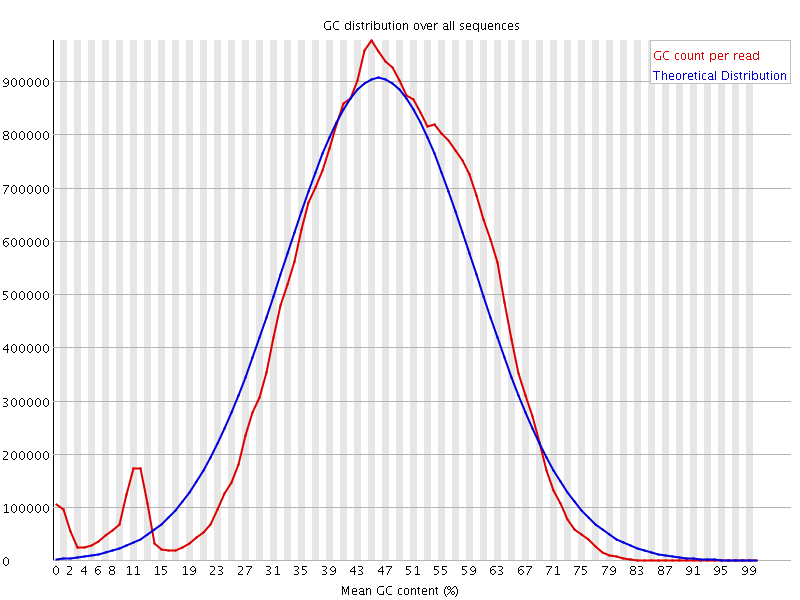 GC distribution over all sequences
GC count per read
Theoretical Distribution
900000
800000
700000
600000
500000
400000
300000
200000
100000
0
0 2 4 6 8 11 15 19 23 27 31 35 39 43 47 51 55 59 63 67 71 75 79 83 87 91 95 99
Mean GC content (%)